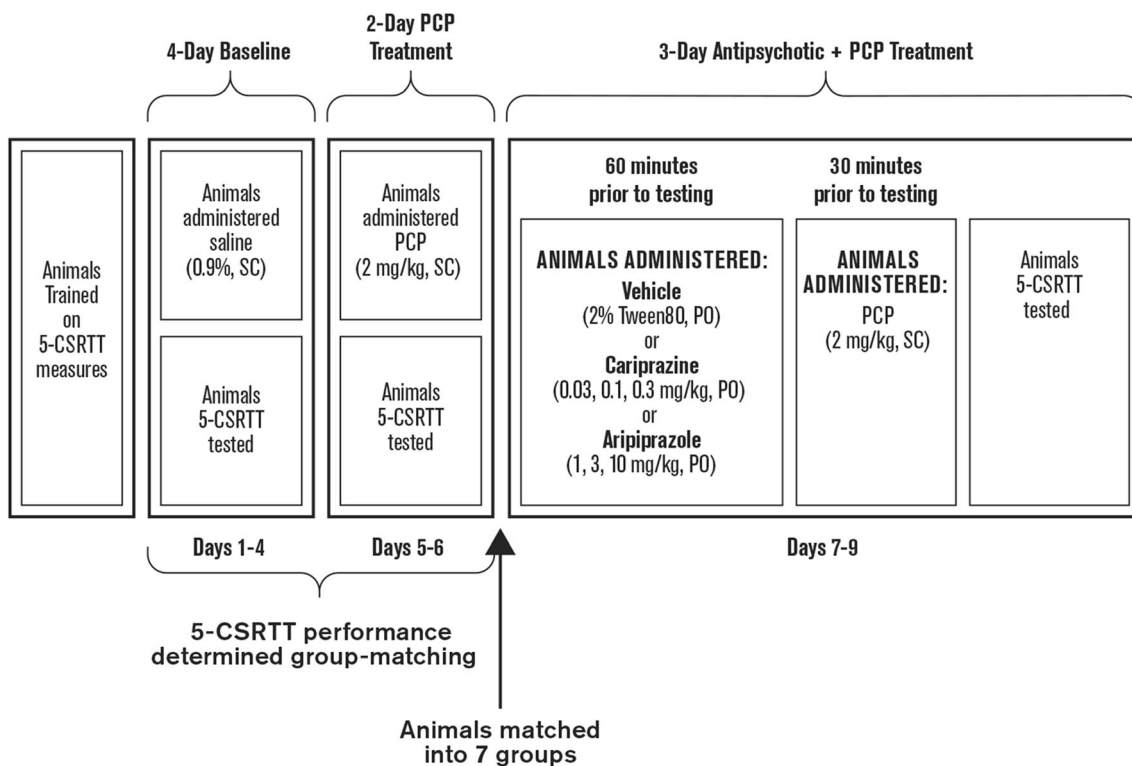 4-Day Baseline
2-Day PCP
Treatment
3-Day Antipsychotic + PCP Treatment
Animals
Trained
on
5-CSRTT
measures
Animals
administered
saline
(0.9%, SC)
Animals
5-CSRTT
tested
Animals
administered
PCP
(2 mg/kg, SC)
Animals
5-CSRTT
tested
60 minutes
prior to testing
ANIMALS ADMINISTERED:
Vehicle
(2% Tween80, PO)
or
Cariprazine
(0.03, 0.1, 0.3 mg/kg, PO)
or
Aripiprazole
(1, 3, 10 mg/kg, PO)
30 minutes
prior to testing
ANIMALS
ADMINISTERED:
PCP
(2 mg/kg, SC)
Animals
5-CSRTT
tested
Days 1-4
Days 5-6
Days 7-9
5-CSRTT performance
determined group-matching
Animals matched
into 7 groups